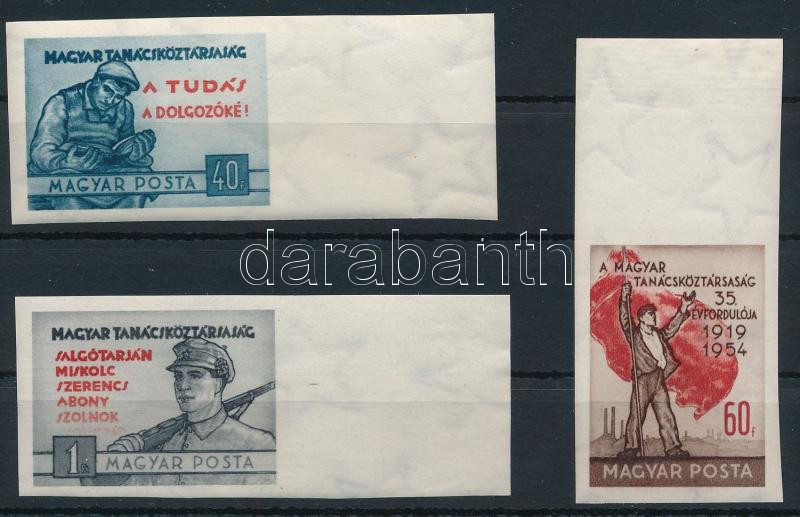 MAGYAR TANÁCSKÖZTÁRSASÁG
A TUDÁS
A DOLGOZÓKÉ!
MAGYAR POSTA 40f
MAGYAR TANÁCSKÖZTÁRSASÁG
SALGÓTARJÁN
MISKOLC
SZERENCS
ABONY
SZOLNOK
1 Ft MAGYAR POSTA
A MAGYAR
TANÁCSKÖZTÁRSASÁG
35.
ÉVFORDULÓJA
1919
1954
60f
MAGYAR POSTA
darabanth